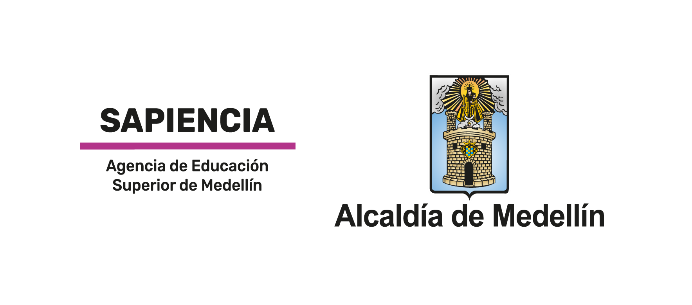 SAPIENCIA
Agencia de Educación
Superior de Medellín
Alcaldía de Medellín